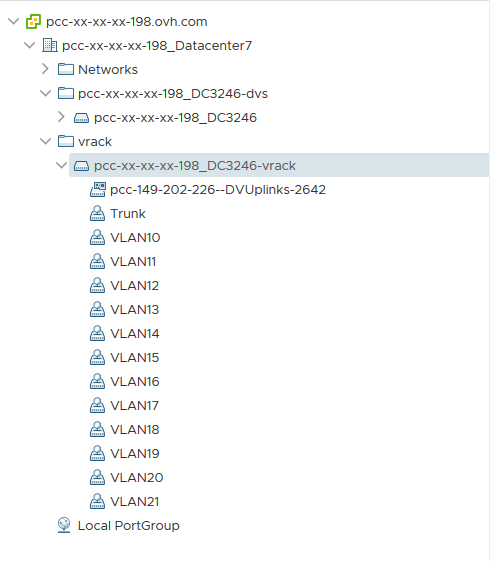 pcc-xx-xx-xx-198.ovh.com
pcc-xx-xx-xx-198_Datacenter7
Networks
pcc-xx-xx-xx-198_DC3246-dvs
pcc-xx-xx-xx-198_DC3246
vrack
pcc-xx-xx-xx-198_DC3246-vrack
pcc-149-202-226--DVUplinks-2642
Trunk
VLAN10
VLAN11
VLAN12
VLAN13
VLAN14
VLAN15
VLAN16
VLAN17
VLAN18
VLAN19
VLAN20
VLAN21
Local PortGroup